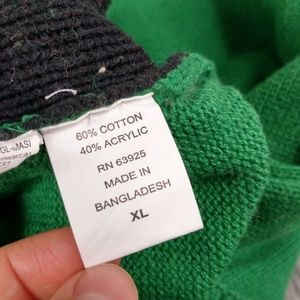 60% COTTON
40% ACRYLIC
RN 63925
MADE IN
BANGLADESH
XL